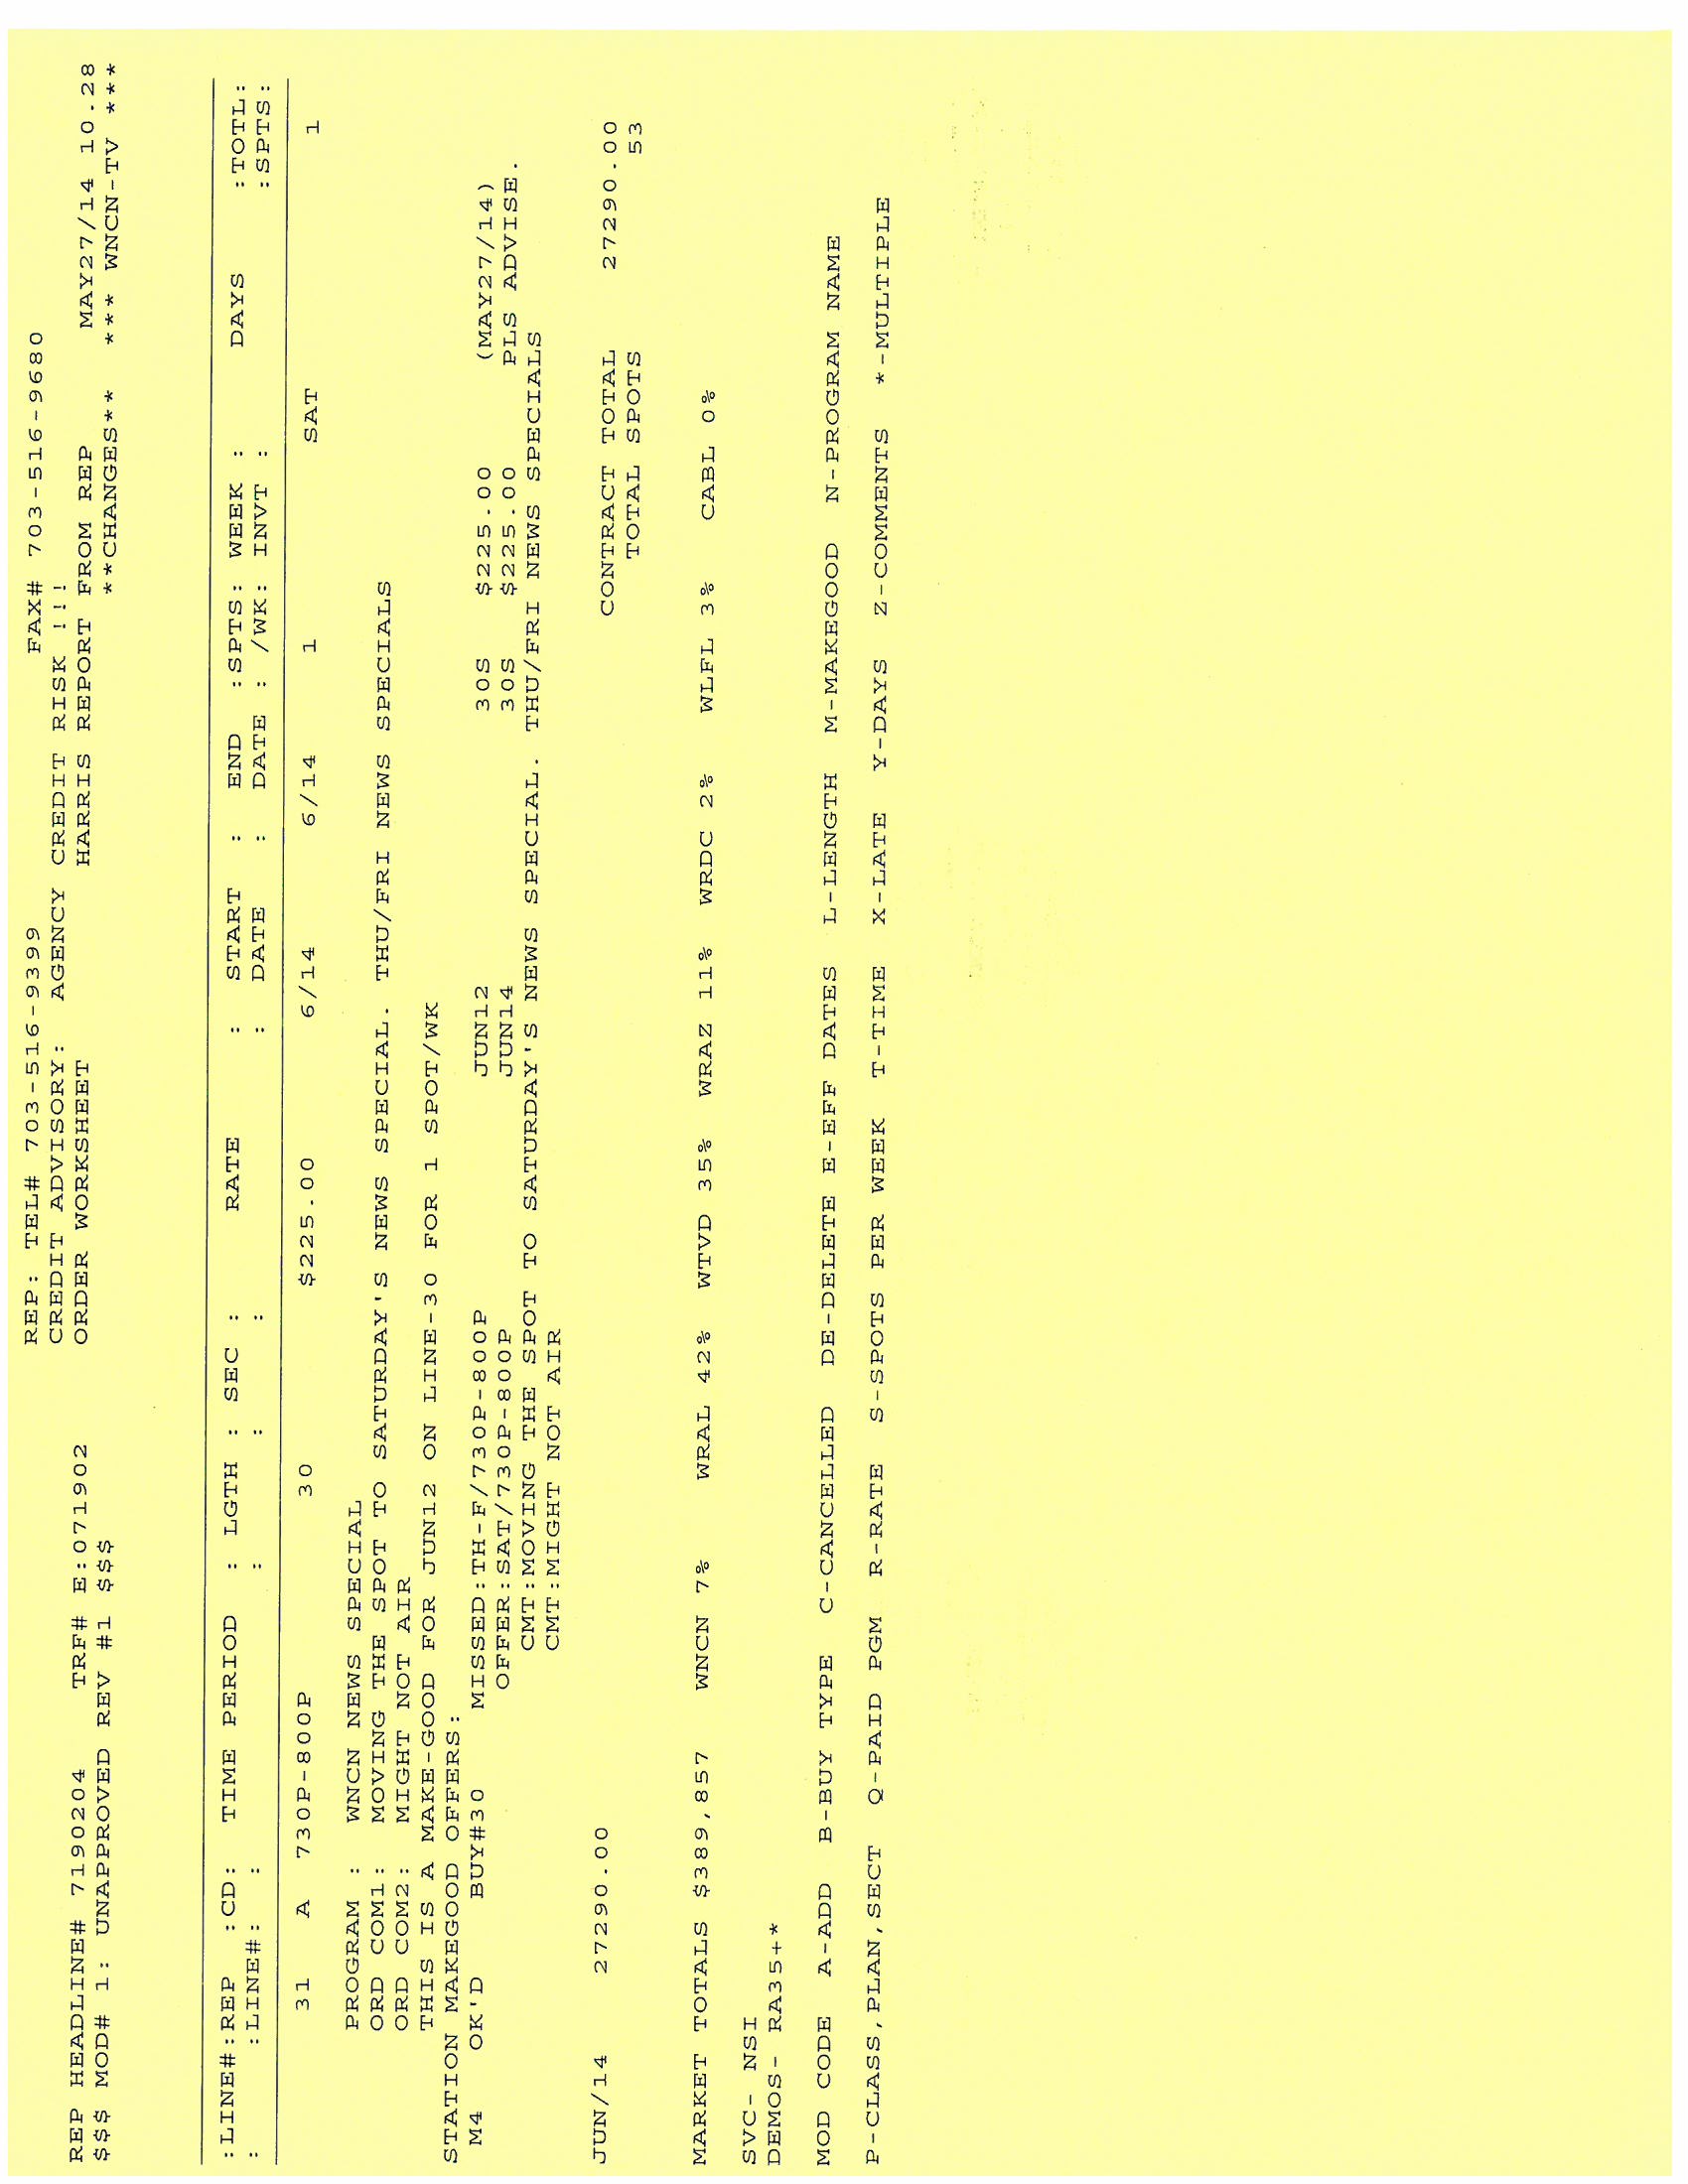 REP: TEL# 703-516-9399 FAX# 703-516-9680
CREDIT ADVISORY: AGENCY CREDIT RISK !!!
REP HEADLINE# 7190204 TRF# E:071902 ORDER WORKSHEET HARRIS REPORT FROM REP MAY27/14 10.28
$$$ MOD# 1: UNAPPROVED REV #1 $$$ **CHANGES** *** WNCN-TV ***
:LINE#:REP :CD: TIME PERIOD : LGTH : SEC : RATE : START : END :SPTS: WEEK : DAYS :TOTL:
: :LINE#: : : : : DATE : DATE : /WK: INVT : :SPTS:
31 A 730P-800P 30 $225.00 6/14 6/14 1 SAT 1
PROGRAM : WNCN NEWS SPECIAL
ORD COM1: MOVING THE SPOT TO SATURDAY'S NEWS SPECIAL. THU/FRI NEWS SPECIALS
ORD COM2: MIGHT NOT AIR
THIS IS A MAKE-GOOD FOR JUN12 ON LINE-30 FOR 1 SPOT/WK
STATION MAKEGOOD OFFERS:
M4 OK'D BUY#30 MISSED:TH-F/730P-800P JUN12 30S $225.00 (MAY27/14)
OFFER:SAT/730P-800P JUN14 30S $225.00 PLS ADVISE.
CMT:MOVING THE SPOT TO SATURDAY'S NEWS SPECIAL. THU/FRI NEWS SPECIALS
CMT:MIGHT NOT AIR
JUN/14 27290.00 CONTRACT TOTAL 27290.00
TOTAL SPOTS 53
MARKET TOTALS $389,857 WNCN 7% WRAL 42% WTVD 35% WRAZ 11% WRDC 2% WLFL 3% CABL 0%
SVC- NSI
DEMOS- RA35+*
MOD CODE A-ADD B-BUY TYPE C-CANCELLED DE-DELETE E-EFF DATES L-LENGTH M-MAKEGOOD N-PROGRAM NAME
P-CLASS,PLAN,SECT Q-PAID PGM R-RATE S-SPOTS PER WEEK T-TIME X-LATE Y-DAYS Z-COMMENTS *-MULTIPLE